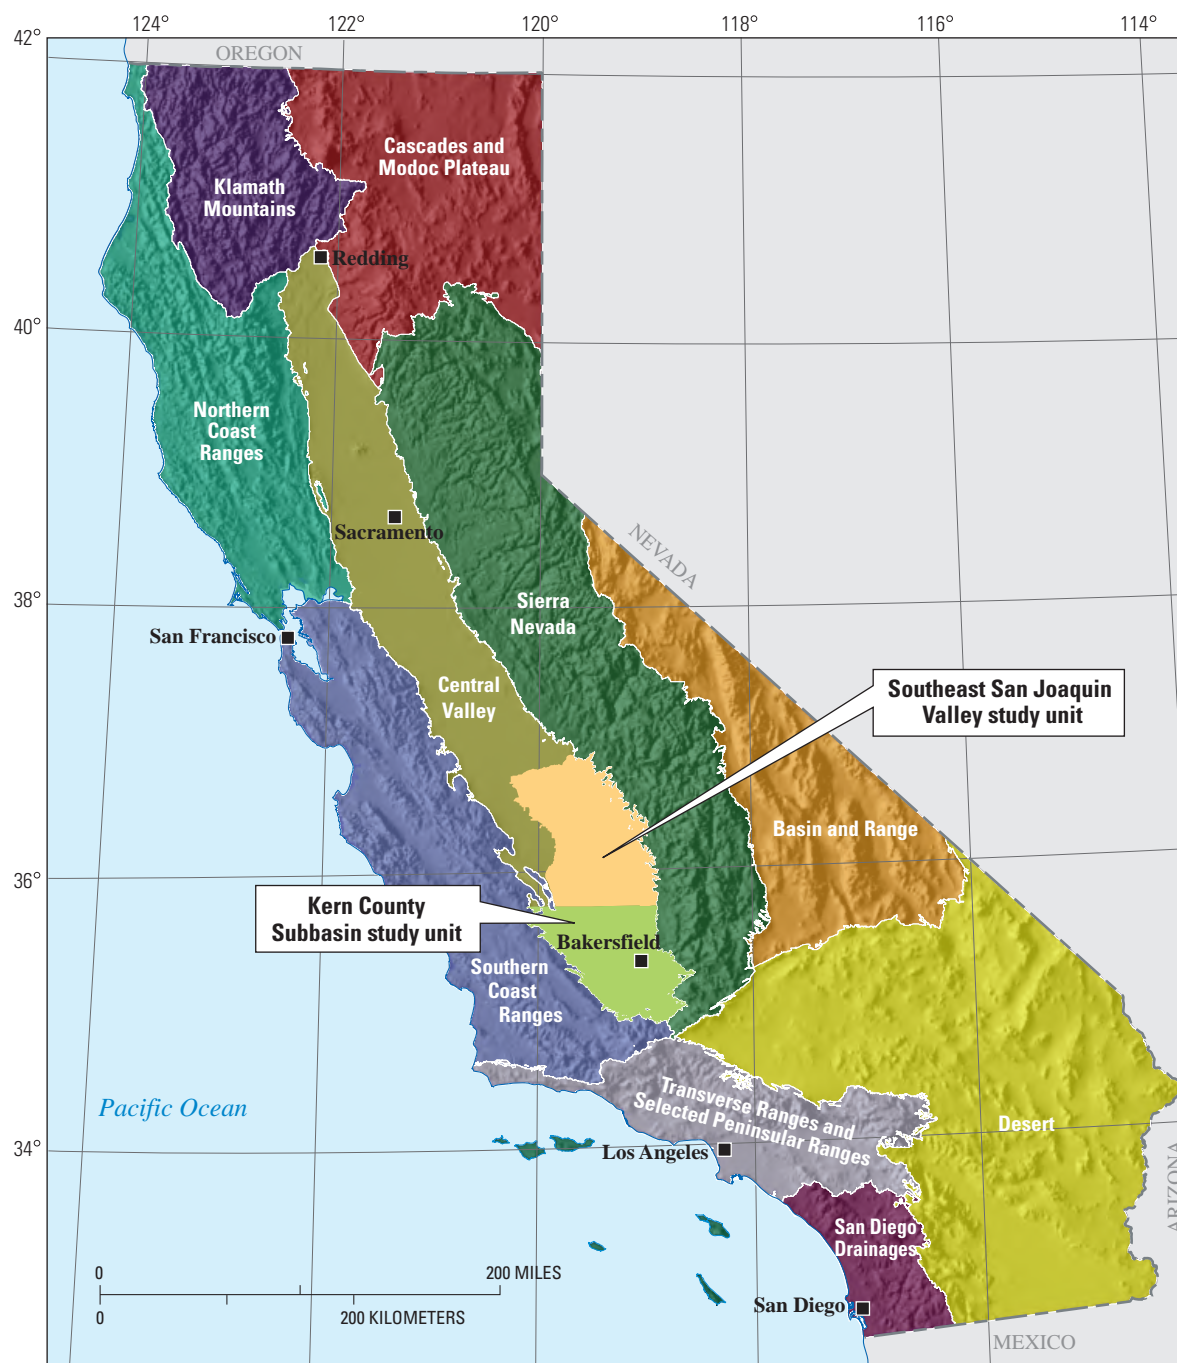 124°
122°
120°
118°
116°
114°
42°
OREGON
Cascades and
Modoc Plateau
Klamath
Mountains
Redding
40°
Northern
Coast
Ranges
Sacramento
NEVADA
38°
Sierra
Nevada
San Francisco
Central
Valley
Southeast San Joaquin
Valley study unit
Basin and Range
36°
Kern County
Subbasin study unit
Bakersfield
Southern
Coast
Ranges
Pacific Ocean
Transverse Ranges and
Selected Peninsular Ranges
Desert
34°
Los Angeles
ARIZONA
San Diego
Drainages
0
200 MILES
0
200 KILOMETERS
San Diego
MEXICO